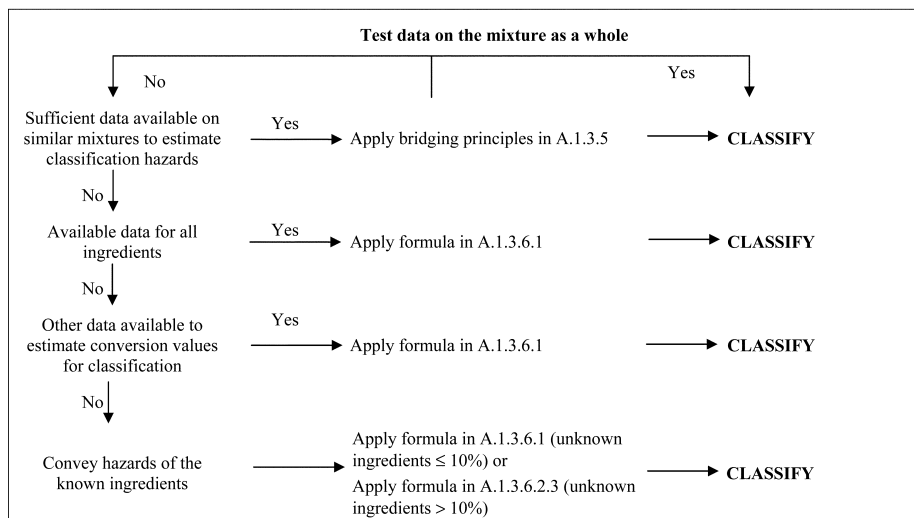 Test data on the mixture as a whole
No
Yes
Sufficient data available on
similar mixtures to estimate
classification hazards
Yes
Apply bridging principles in A.1.3.5
CLASSIFY
No
Available data for all
ingredients
Yes
Apply formula in A.1.3.6.1
CLASSIFY
No
Other data available to
estimate conversion values
for classification
Yes
Apply formula in A.1.3.6.1
CLASSIFY
No
Convey hazards of the
known ingredients
Apply formula in A.1.3.6.1 (unknown
ingredients ≤ 10%) or
Apply formula in A.1.3.6.2.3 (unknown
ingredients > 10%)
CLASSIFY